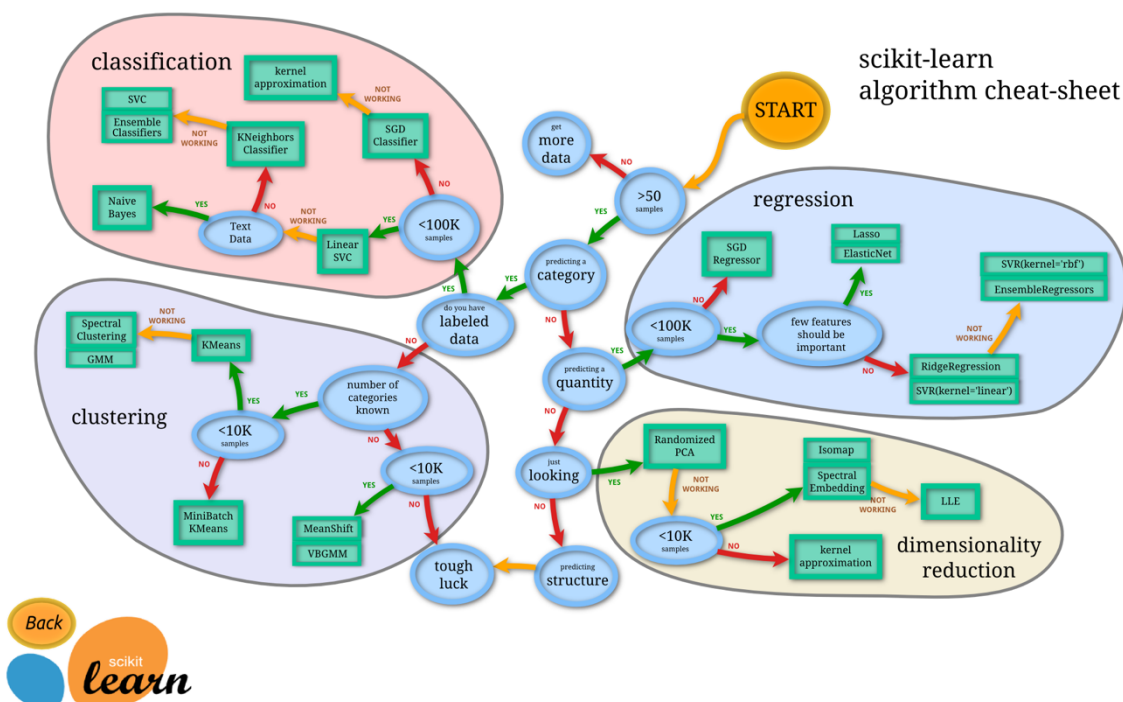 scikit-learn
algorithm cheat-sheet
START
classification
kernel
approximation
NOT
WORKING
SVC
Ensemble
Classifiers
NOT
WORKING
KNeighbors
Classifier
SGD
Classifier
NO
Naive
Bayes
YES
NO
Text
Data
NOT
WORKING
Linear
SVC
YES
<100K
samples
YES
get
more
data
NO
>50
samples
YES
predicting a
category
YES
NO
do you have
labeled
data
NO
predicting a
quantity
YES
NO
just
looking
YES
NO
predicting
structure
tough
luck
regression
SGD
Regressor
NO
<100K
samples
YES
Lasso
ElasticNet
YES
few features
should be
important
NO
SVR(kernel='rbf')
EnsembleRegressors
NOT
WORKING
RidgeRegression
SVR(kernel='linear')
clustering
Spectral
Clustering
GMM
NOT
WORKING
KMeans
YES
<10K
samples
NO
MiniBatch
KMeans
number of
categories
known
YES
NO
<10K
samples
YES
NO
MeanShift
VBGMM
dimensionality
reduction
Randomized
PCA
NOT
WORKING
<10K
samples
YES
NO
Isomap
Spectral
Embedding
NOT
WORKING
LLE
kernel
approximation
Back
scikit
learn